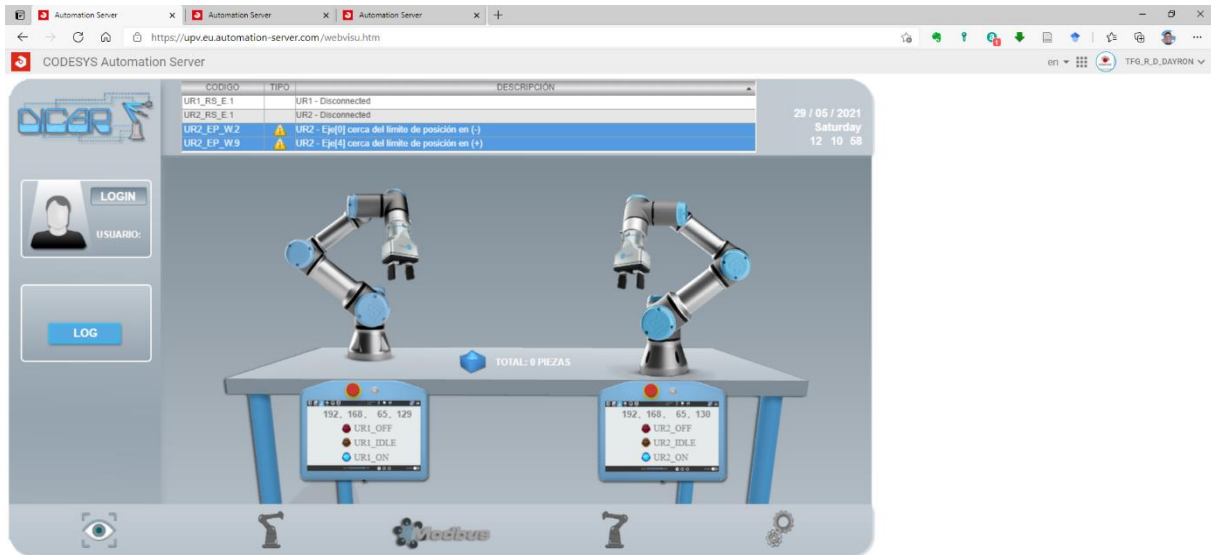 Automation Server
Automation Server
Automation Server
https://upv.eu.automation-server.com/webvisu.htm
CODESYS Automation Server
en
TFG_R_D_DAYRON
DICAR
CODIGO TIPO DESCRIPCIÓN
UR1_RS_E.1 UR1 - Disconnected
UR2_RS_E.1 UR2 - Disconnected
UR2_EP_W.2 UR2 - Eje[0] cerca del límite de posición en (-)
UR2_EP_W.9 UR2 - Eje[4] cerca del límite de posición en (+)
29 / 05 / 2021
Saturday
12 10 58
LOGIN
USUARIO:
LOG
TOTAL: 0 PIEZAS
192. 168. 65. 129
UR1_OFF
UR1_IDLE
UR1_ON
192. 168. 65. 130
UR2_OFF
UR2_IDLE
UR2_ON
Modbus